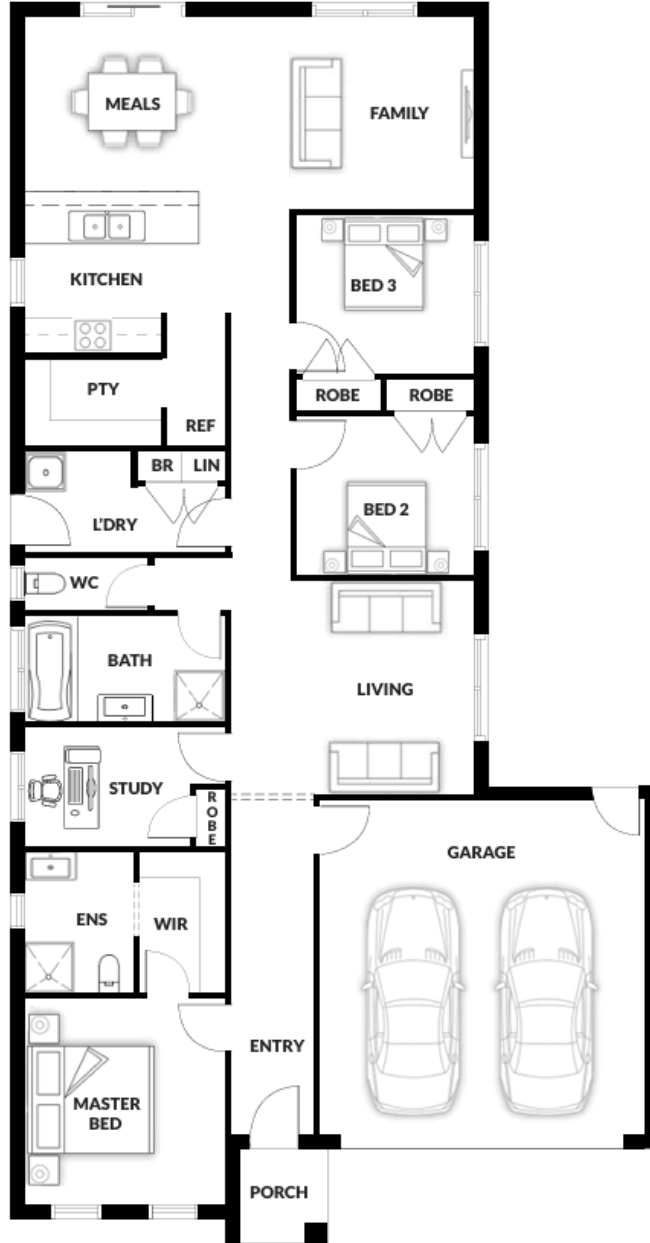 MEALS
FAMILY
KITCHEN
BED 3
PTY
ROBE
ROBE
REF
BR
LIN
L'DRY
BED 2
WC
BATH
LIVING
STUDY
ROBE
GARAGE
ENS
WIR
ENTRY
MASTER
BED
PORCH